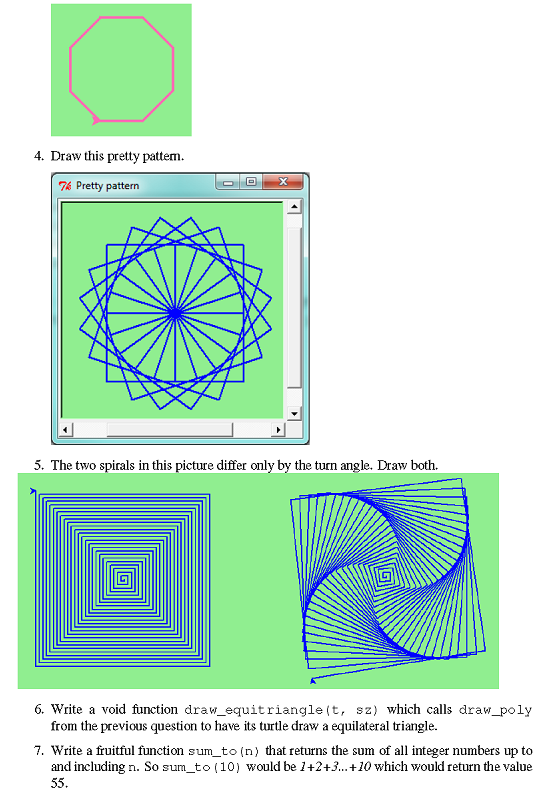 4. Draw this pretty pattern.
Pretty pattern
5. The two spirals in this picture differ only by the turn angle. Draw both.
6. Write a void function draw_equitriangle(t, sz) which calls draw_poly
from the previous question to have its turtle draw a equilateral triangle.
7. Write a fruitful function sum_to(n) that returns the sum of all integer numbers up to
and including n. So sum_to(10) would be 1+2+3...+10 which would return the value
55.